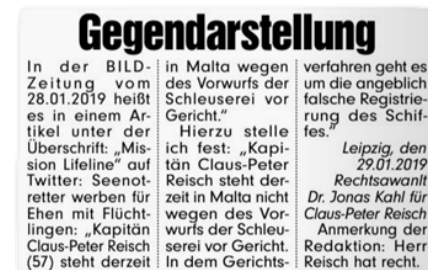 Gegendarstellung
In der BILD-
Zeitung vom
28.01.2019 heißt
es in einem Ar-
tikel unter der
Überschrift: „Mis-
sion Lifeline" auf
Twitter: Seenot-
retter werben für
Ehen mit Flücht-
lingen: „Kapitän
Claus-Peter Reisch
(57) steht derzeit
in Malta wegen
des Vorwurfs der
Schleuserei vor
Gericht."
Hierzu stelle
ich fest: „Kapi-
tän Claus-Peter
Reisch steht der-
zeit in Malta nicht
wegen des Vor-
wurfs der Schleu-
serei vor Gericht.
In dem Gerichts-
verfahren geht es
um die angeblich
falsche Registrie-
rung des Schif-
fes."
Leipzig, den
29.01.2019
Rechtsawanlt
Dr. Jonas Kahl für
Claus-Peter Reisch
Anmerkung der
Redaktion: Herr
Reisch hat recht.